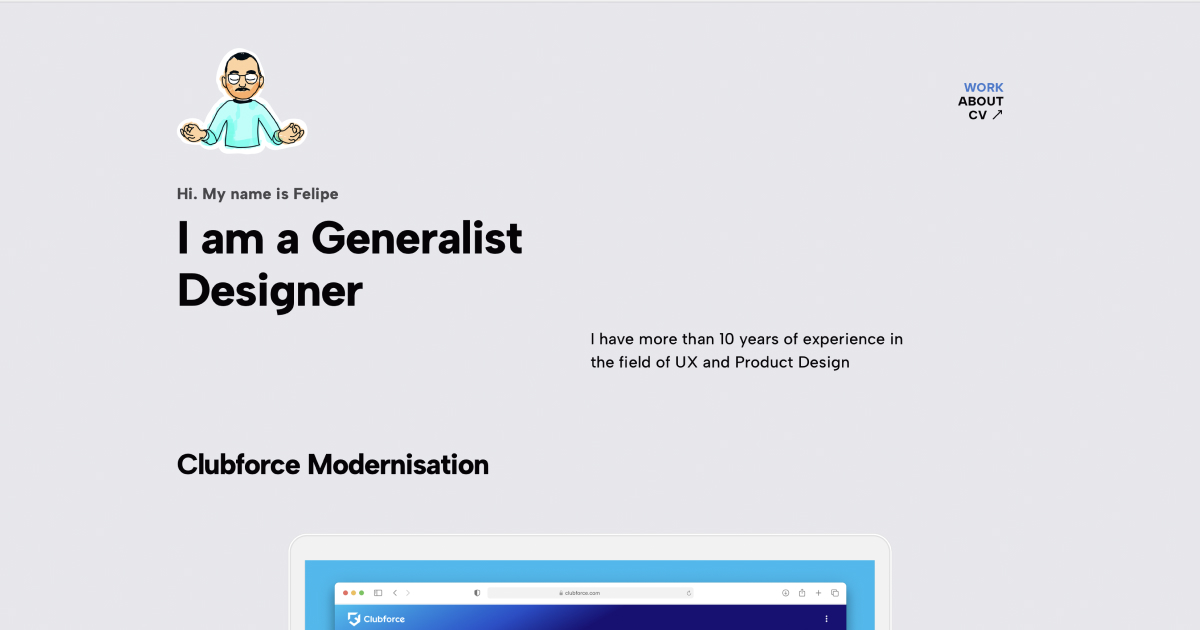 WORK
ABOUT
CV ↗
Hi. My name is Felipe
I am a Generalist
Designer
I have more than 10 years of experience in
the field of UX and Product Design
Clubforce Modernisation
clubforce.com
Clubforce